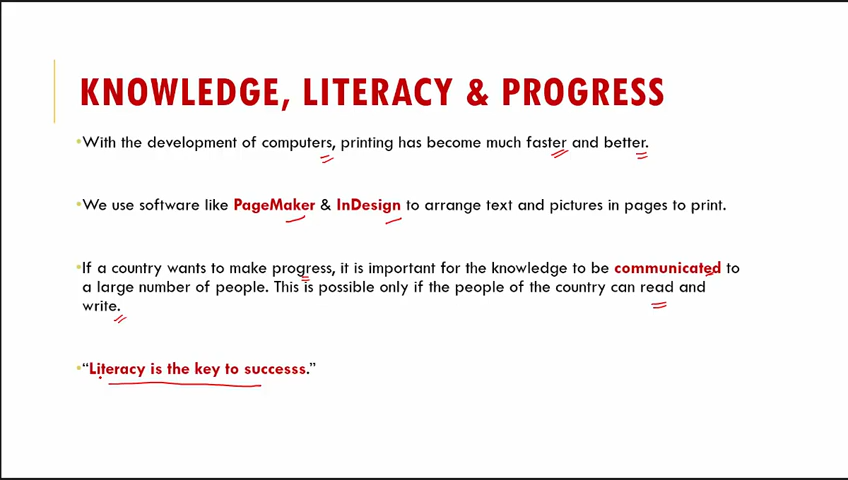 KNOWLEDGE, LITERACY & PROGRESS
•With the development of computers, printing has become much faster and better.
•We use software like PageMaker & InDesign to arrange text and pictures in pages to print.
•If a country wants to make progress, it is important for the knowledge to be communicated to
a large number of people. This is possible only if the people of the country can read and
write.
•“Literacy is the key to successs.”